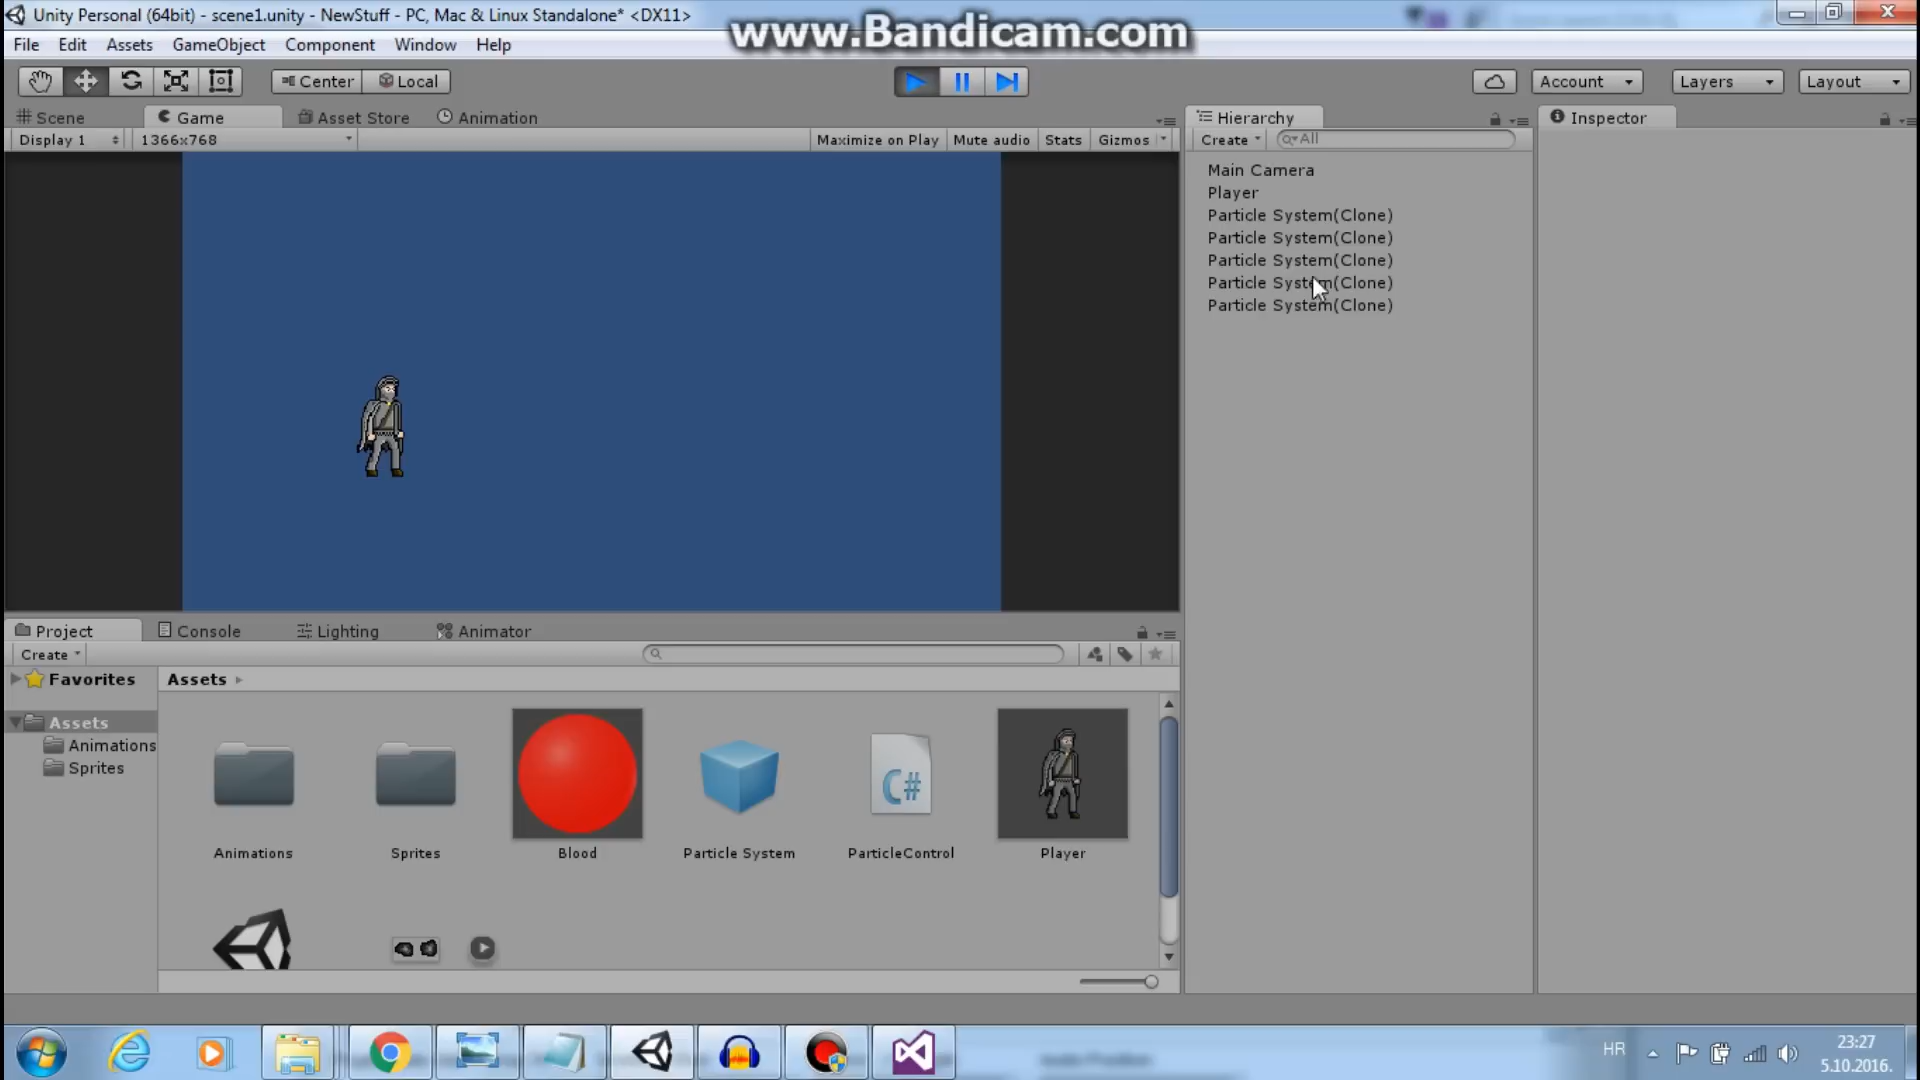 Unity Personal (64bit) - scene1.unity - NewStuff - PC, Mac & Linux Standalone* <DX11>
www.Bandicam.com
File Edit Assets GameObject Component Window Help
Center Local Account Layers Layout
Scene Game Asset Store Animation Hierarchy Inspector
Display 1 1366x768 Maximize on Play Mute audio Stats Gizmos Create All
Main Camera
Player
Particle System(Clone)
Particle System(Clone)
Particle System(Clone)
Particle System(Clone)
Particle System(Clone)
Project Console Lighting Animator
Create
Favorites
Assets
Assets
Animations
Sprites
C#
Animations Sprites Blood Particle System ParticleControl Player
HR
23:27
5.10.2016.